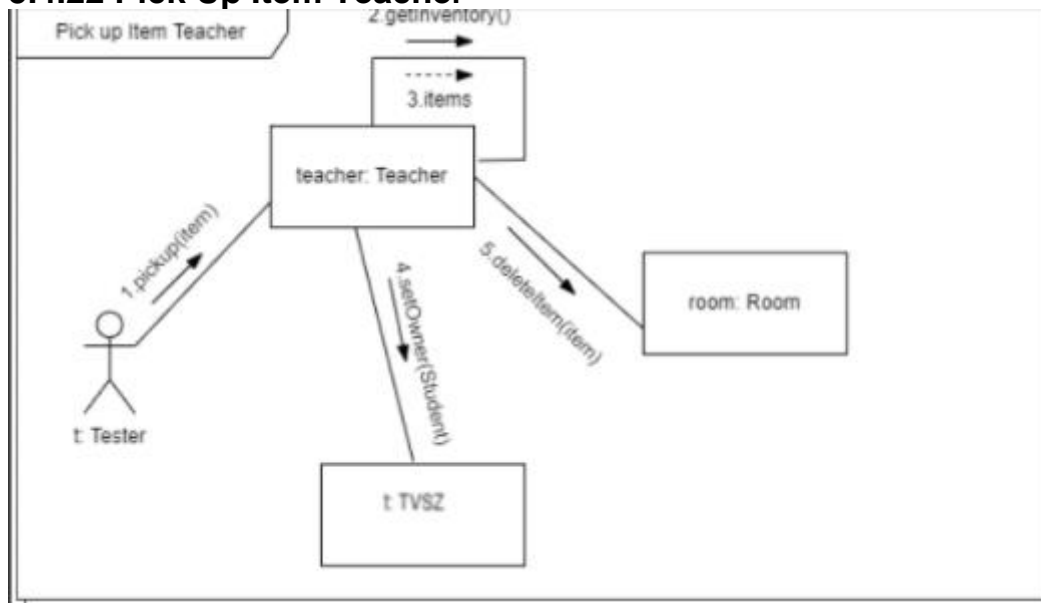 Pick up Item Teacher
2.getInventory()
3.items
teacher: Teacher
1.pickup(item)
4.setOwner(Student)
5.deleteItem(item)
room: Room
t: Tester
t: TVSZ